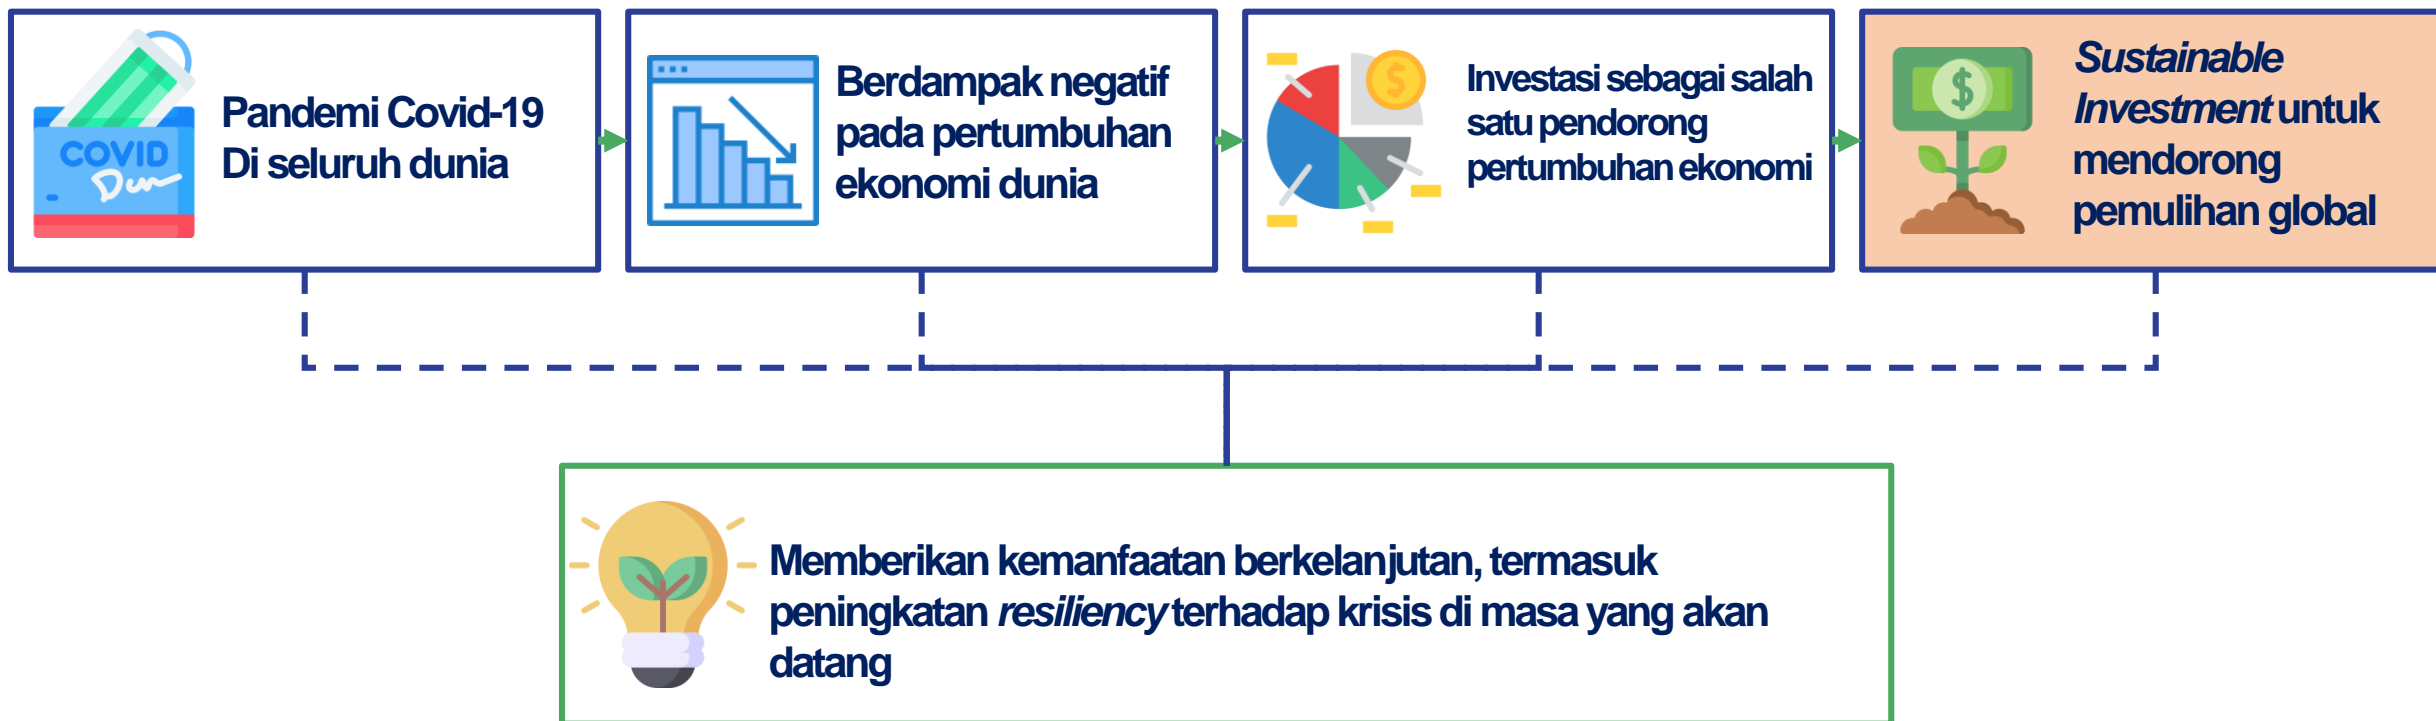 COVID
Pandemi Covid-19
Di seluruh dunia
Berdampak negatif
pada pertumbuhan
ekonomi dunia
$
Investasi sebagai salah
satu pendorong
pertumbuhan ekonomi
$
Sustainable
Investment untuk
mendorong
pemulihan global
Memberikan kemanfaatan berkelanjutan, termasuk
peningkatan resiliency terhadap krisis di masa yang akan
datang